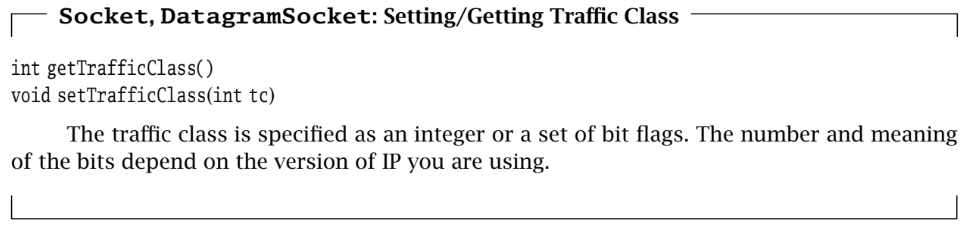 Socket, DatagramSocket: Setting/Getting Traffic Class
int getTrafficClass()
void setTrafficClass(int tc)
The traffic class is specified as an integer or a set of bit flags. The number and meaning
of the bits depend on the version of IP you are using.